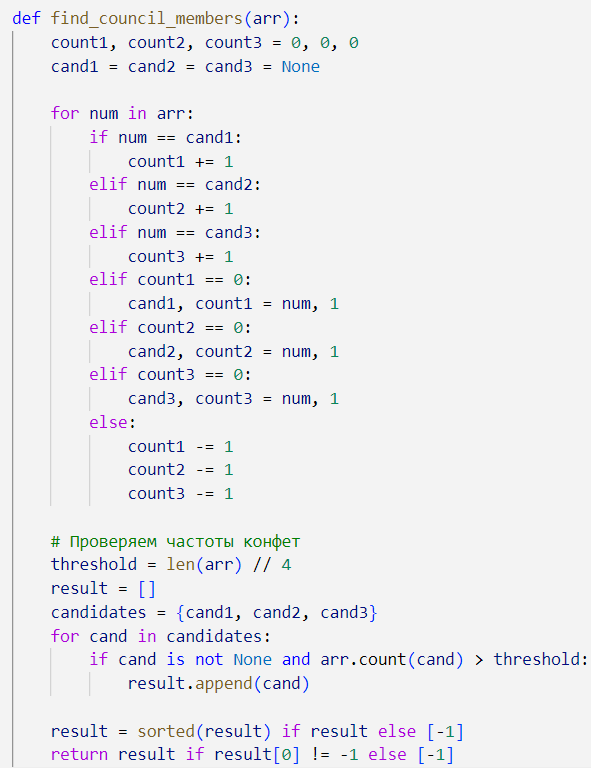 def find_council_members(arr):
    count1, count2, count3 = 0, 0, 0
    cand1 = cand2 = cand3 = None

    for num in arr:
        if num == cand1:
            count1 += 1
        elif num == cand2:
            count2 += 1
        elif num == cand3:
            count3 += 1
        elif count1 == 0:
            cand1, count1 = num, 1
        elif count2 == 0:
            cand2, count2 = num, 1
        elif count3 == 0:
            cand3, count3 = num, 1
        else:
            count1 -= 1
            count2 -= 1
            count3 -= 1

    # Проверяем частоты конфет
    threshold = len(arr) // 4
    result = []
    candidates = {cand1, cand2, cand3}
    for cand in candidates:
        if cand is not None and arr.count(cand) > threshold:
            result.append(cand)

    result = sorted(result) if result else [-1]
    return result if result[0] != -1 else [-1]